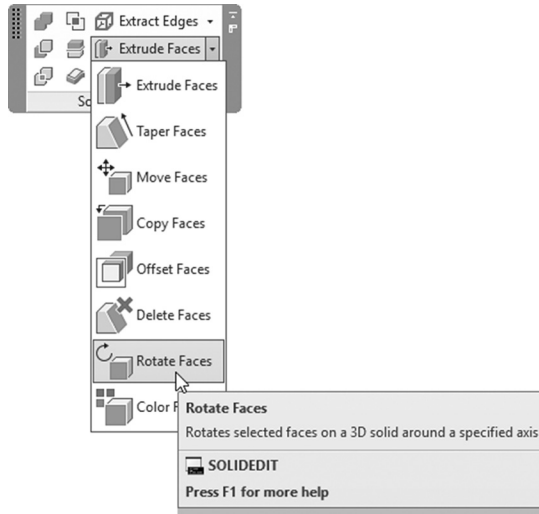 Extract Edges
Extrude Faces
So
Extrude Faces
Taper Faces
Move Faces
Copy Faces
Offset Faces
Delete Faces
Rotate Faces
Color F
Rotate Faces
Rotates selected faces on a 3D solid around a specified axis
SOLIDEDIT
Press F1 for more help